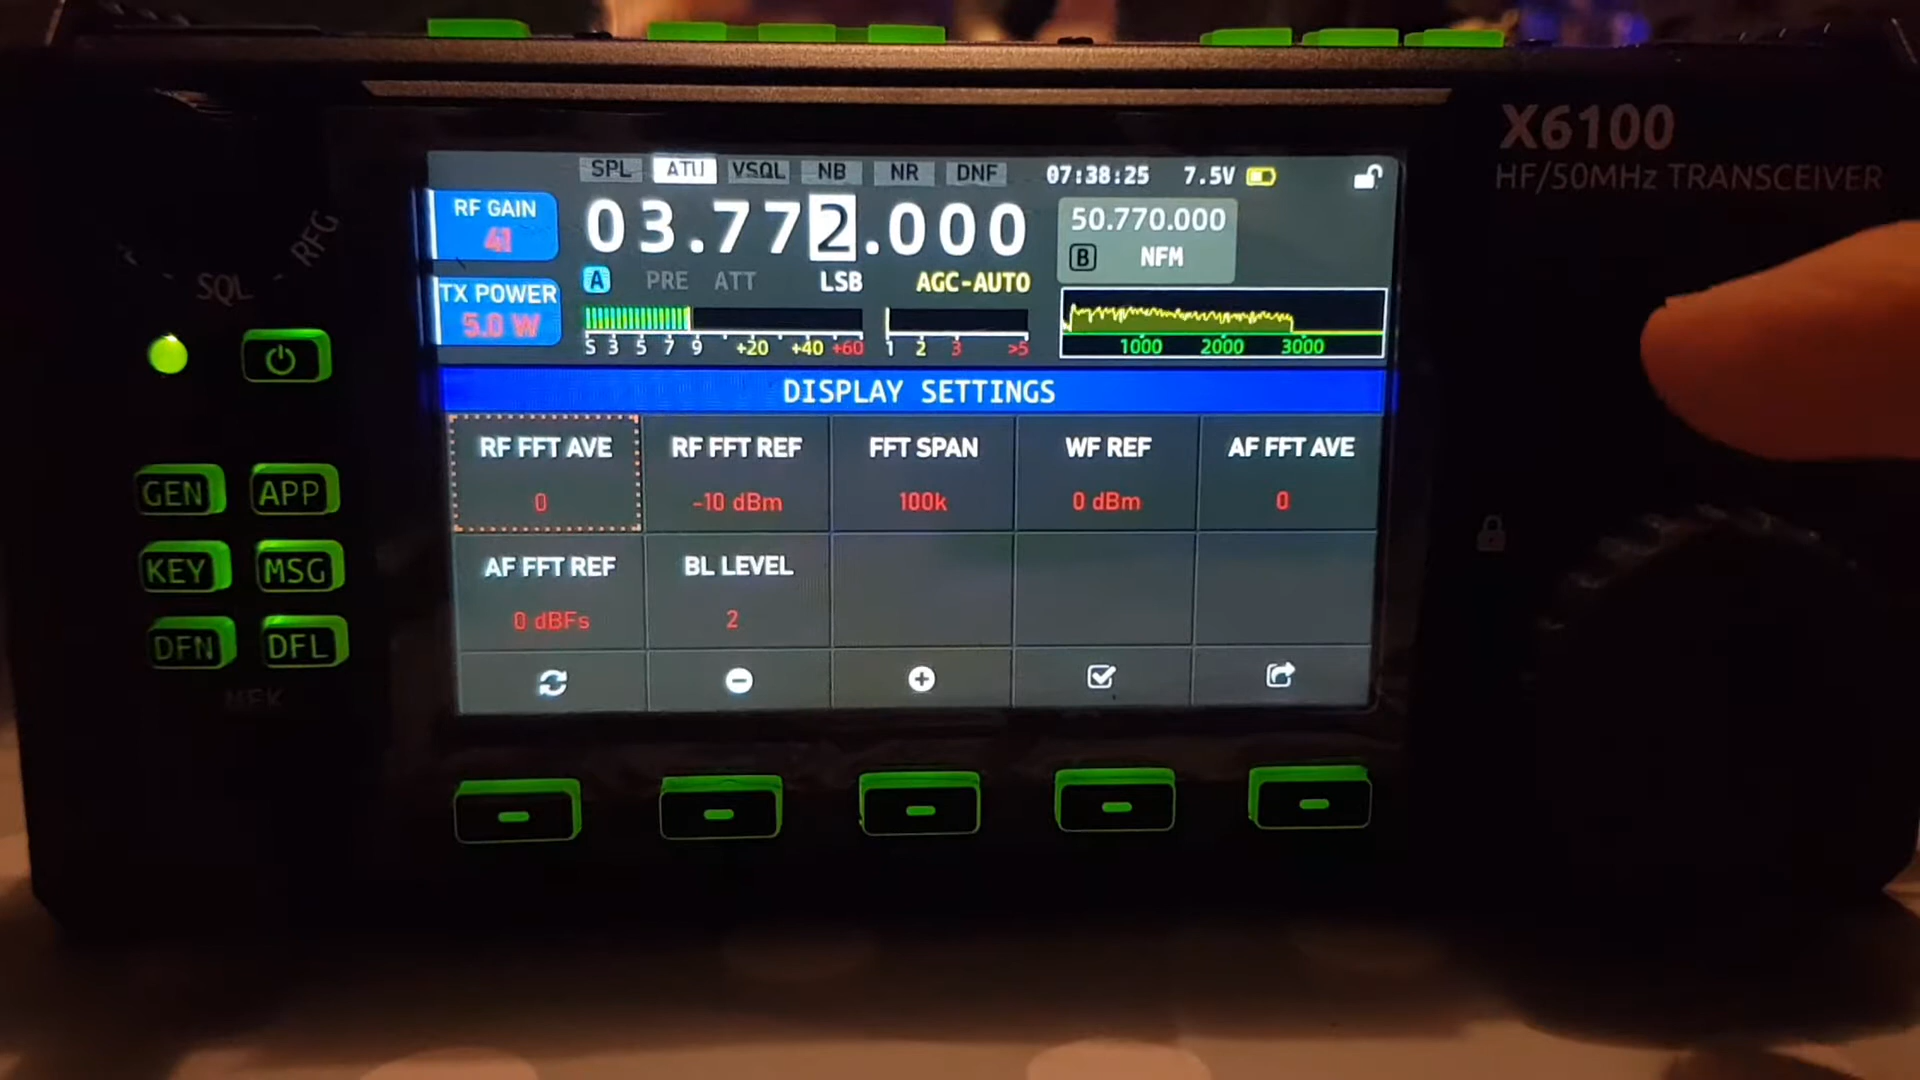 X6100
HF/50MHz TRANSCEIVER
SPL ATU VSQL NB NR DNF 07:38:25 7.5V
RF GAIN
41
03.772.000
50.770.000
B NFM
A PRE ATT LSB AGC-AUTO
TX POWER
5.0 W
S 3 5 7 9 +20 +40 +60 1 2 3 >5
1000 2000 3000
DISPLAY SETTINGS
RF FFT AVE RF FFT REF FFT SPAN WF REF AF FFT AVE
0 -10 dBm 100k 0 dBm 0
AF FFT REF BL LEVEL
0 dBFs 2
SQL RFG
GEN APP
KEY MSG
DFN DFL
MFK